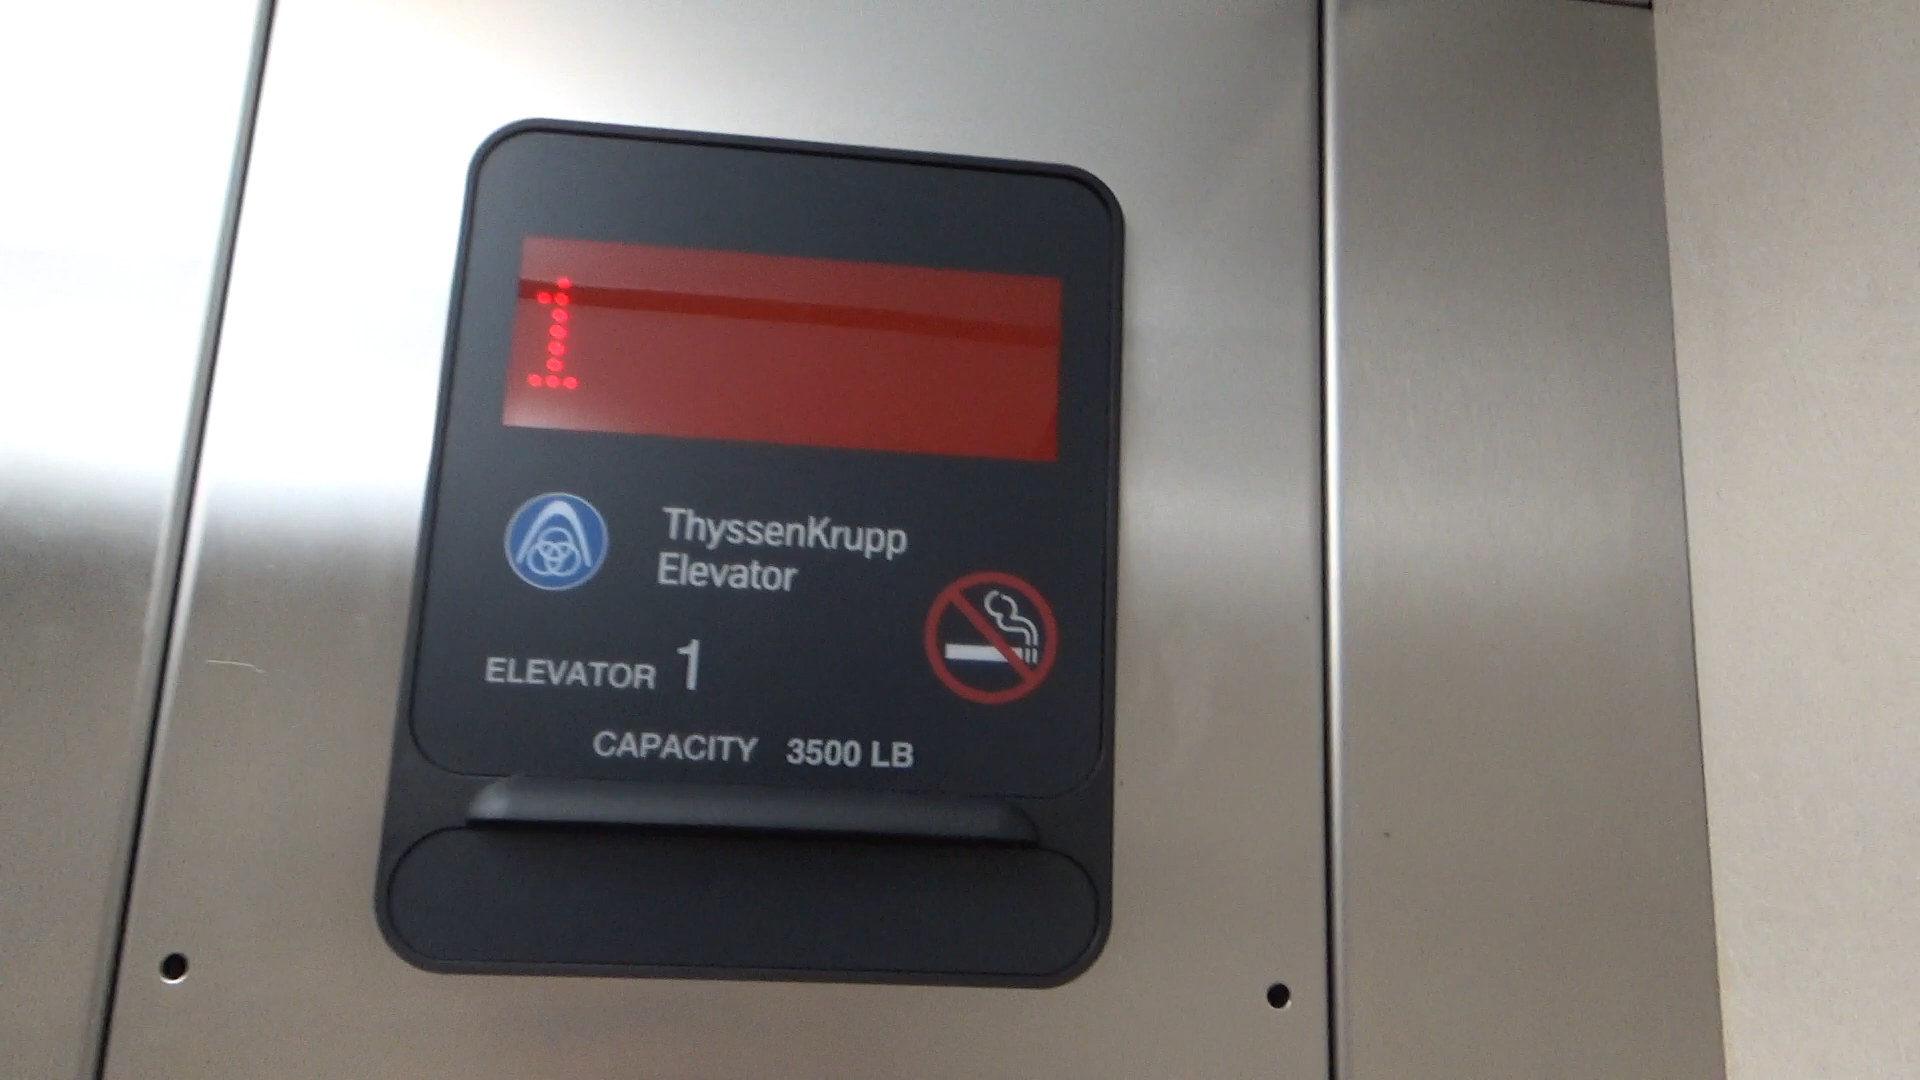 1
ThyssenKrupp
Elevator
ELEVATOR 1
CAPACITY 3500 LB